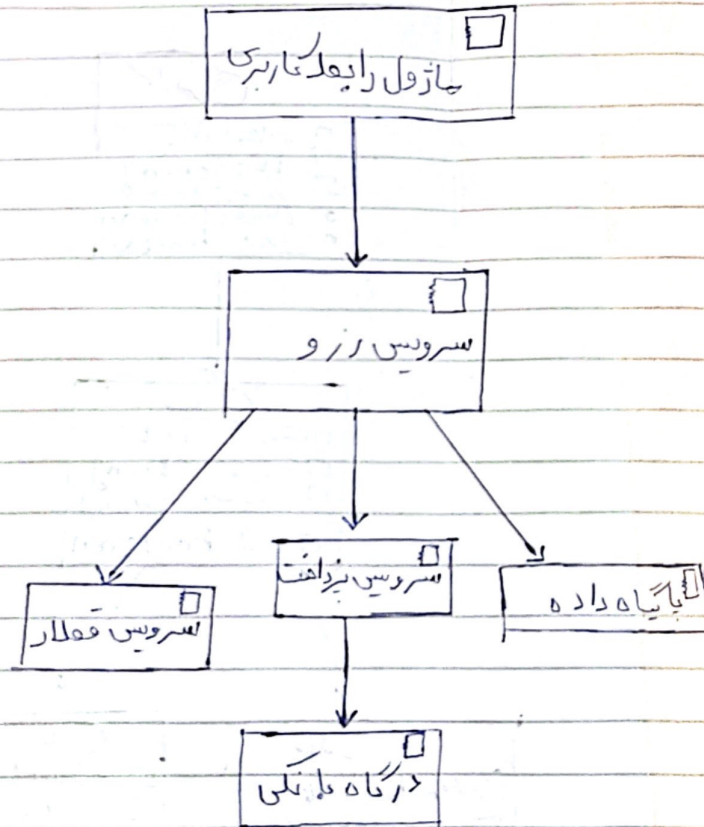 ماژول رابط کاربری
سرویس رزرو
سرویس قطار
سرویس پرداخت
پایگاه داده
درگاه بانکی